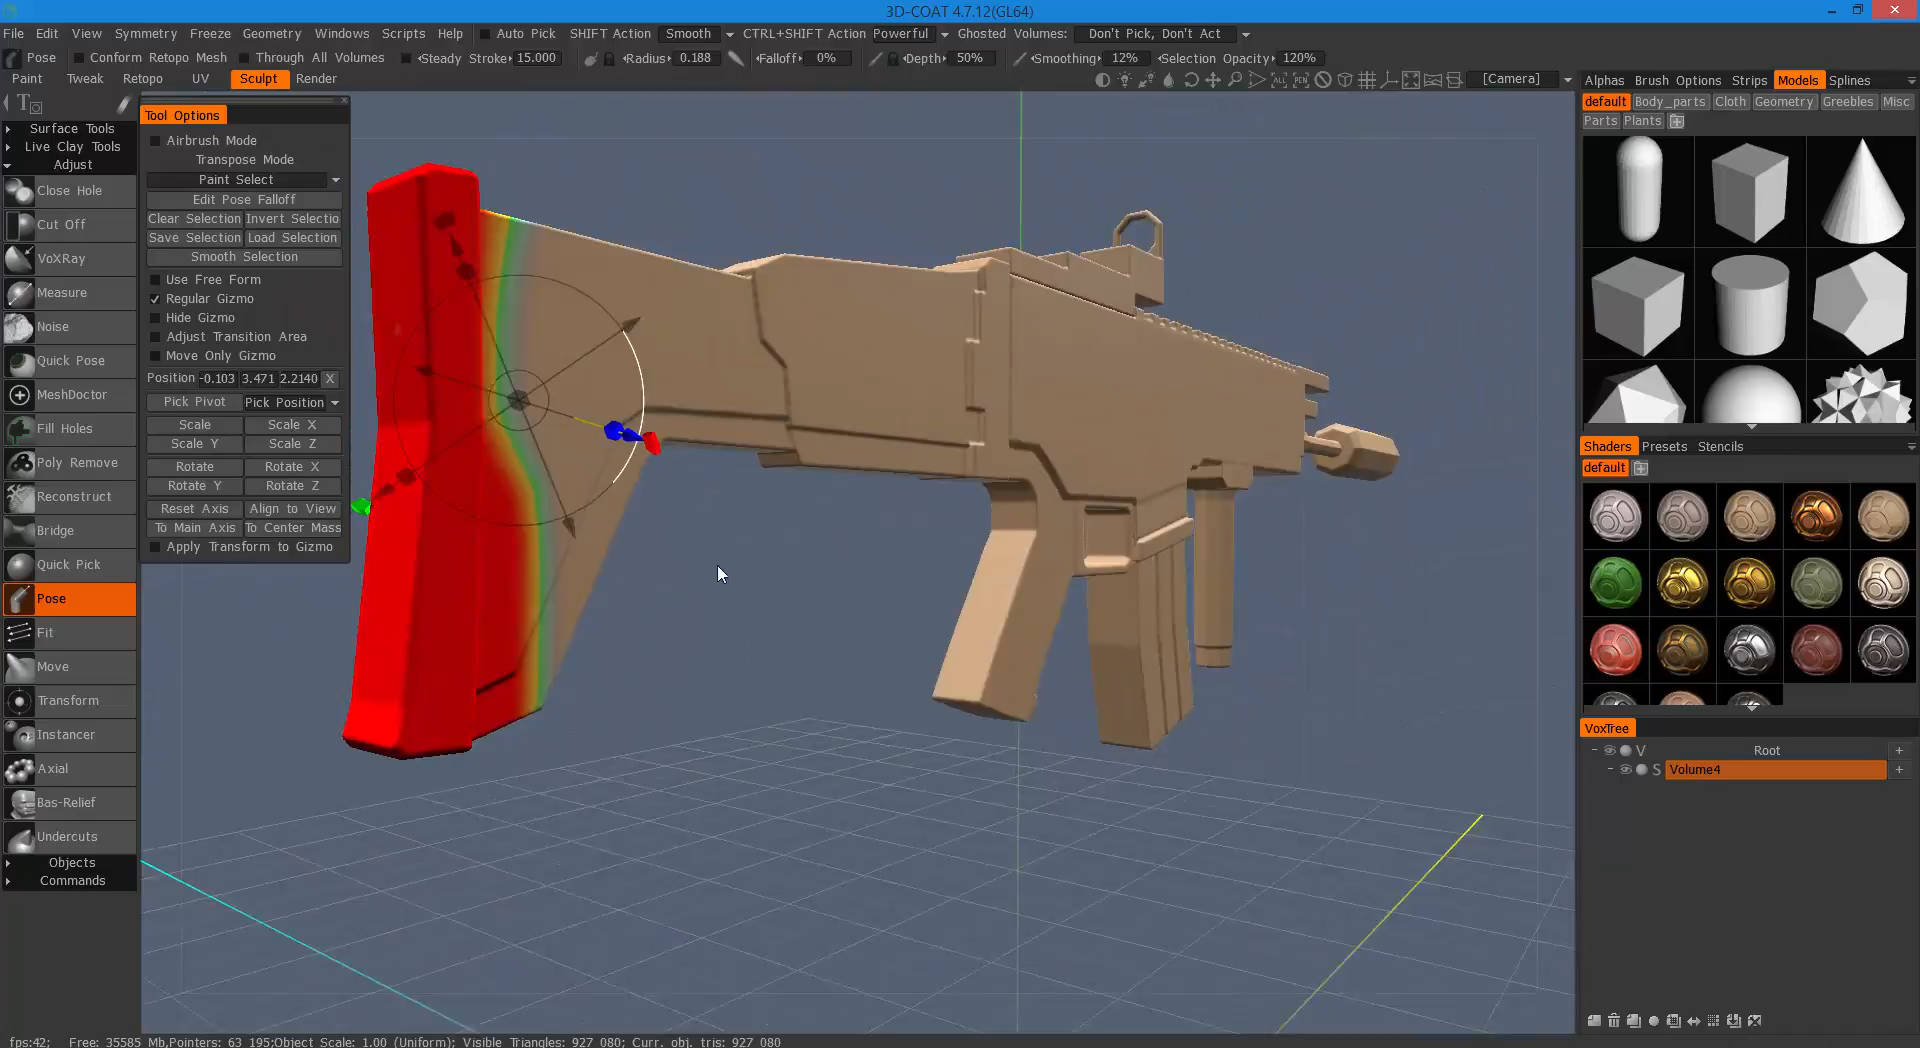 3D-COAT 4.7.12(GL64)
File Edit View Symmetry Freeze Geometry Windows Scripts Help Auto Pick SHIFT Action Smooth CTRL+SHIFT Action Powerful Ghosted Volumes: Don't Pick, Don't Act
Pose Conform Retopo Mesh Through All Volumes Steady Stroke 15.000 Radius 0.188 Falloff 0% Depth 50% Smoothing 12% Selection Opacity 120%
Paint Tweak Retopo UV Sculpt Render [Camera]
Surface Tools
Live Clay Tools
Adjust
Close Hole
Cut Off
VoXRay
Measure
Noise
Quick Pose
MeshDoctor
Fill Holes
Poly Remove
Reconstruct
Bridge
Quick Pick
Pose
Fit
Move
Transform
Instancer
Axial
Bas-Relief
Undercuts
Objects
Commands
Tool Options
Airbrush Mode
Transpose Mode
Paint Select
Edit Pose Falloff
Clear Selection Invert Selectio
Save Selection Load Selection
Smooth Selection
Use Free Form
Regular Gizmo
Hide Gizmo
Adjust Transition Area
Move Only Gizmo
Position -0.103 3.471 2.2140 X
Pick Pivot Pick Position
Scale Scale X
Scale Y Scale Z
Rotate Rotate X
Rotate Y Rotate Z
Reset Axis Align to View
To Main Axis To Center Mass
Apply Transform to Gizmo
Alphas Brush Options Strips Models Splines
default Body_parts Cloth Geometry Greebles Misc
Parts Plants
Shaders Presets Stencils
default
VoxTree
V Root +
S Volume4 +
fps:42; Free: 35585 Mb,Pointers: 63 195;Object Scale: 1.00 (Uniform); Visible Triangles: 927 080; Curr. obj. tris: 927 080